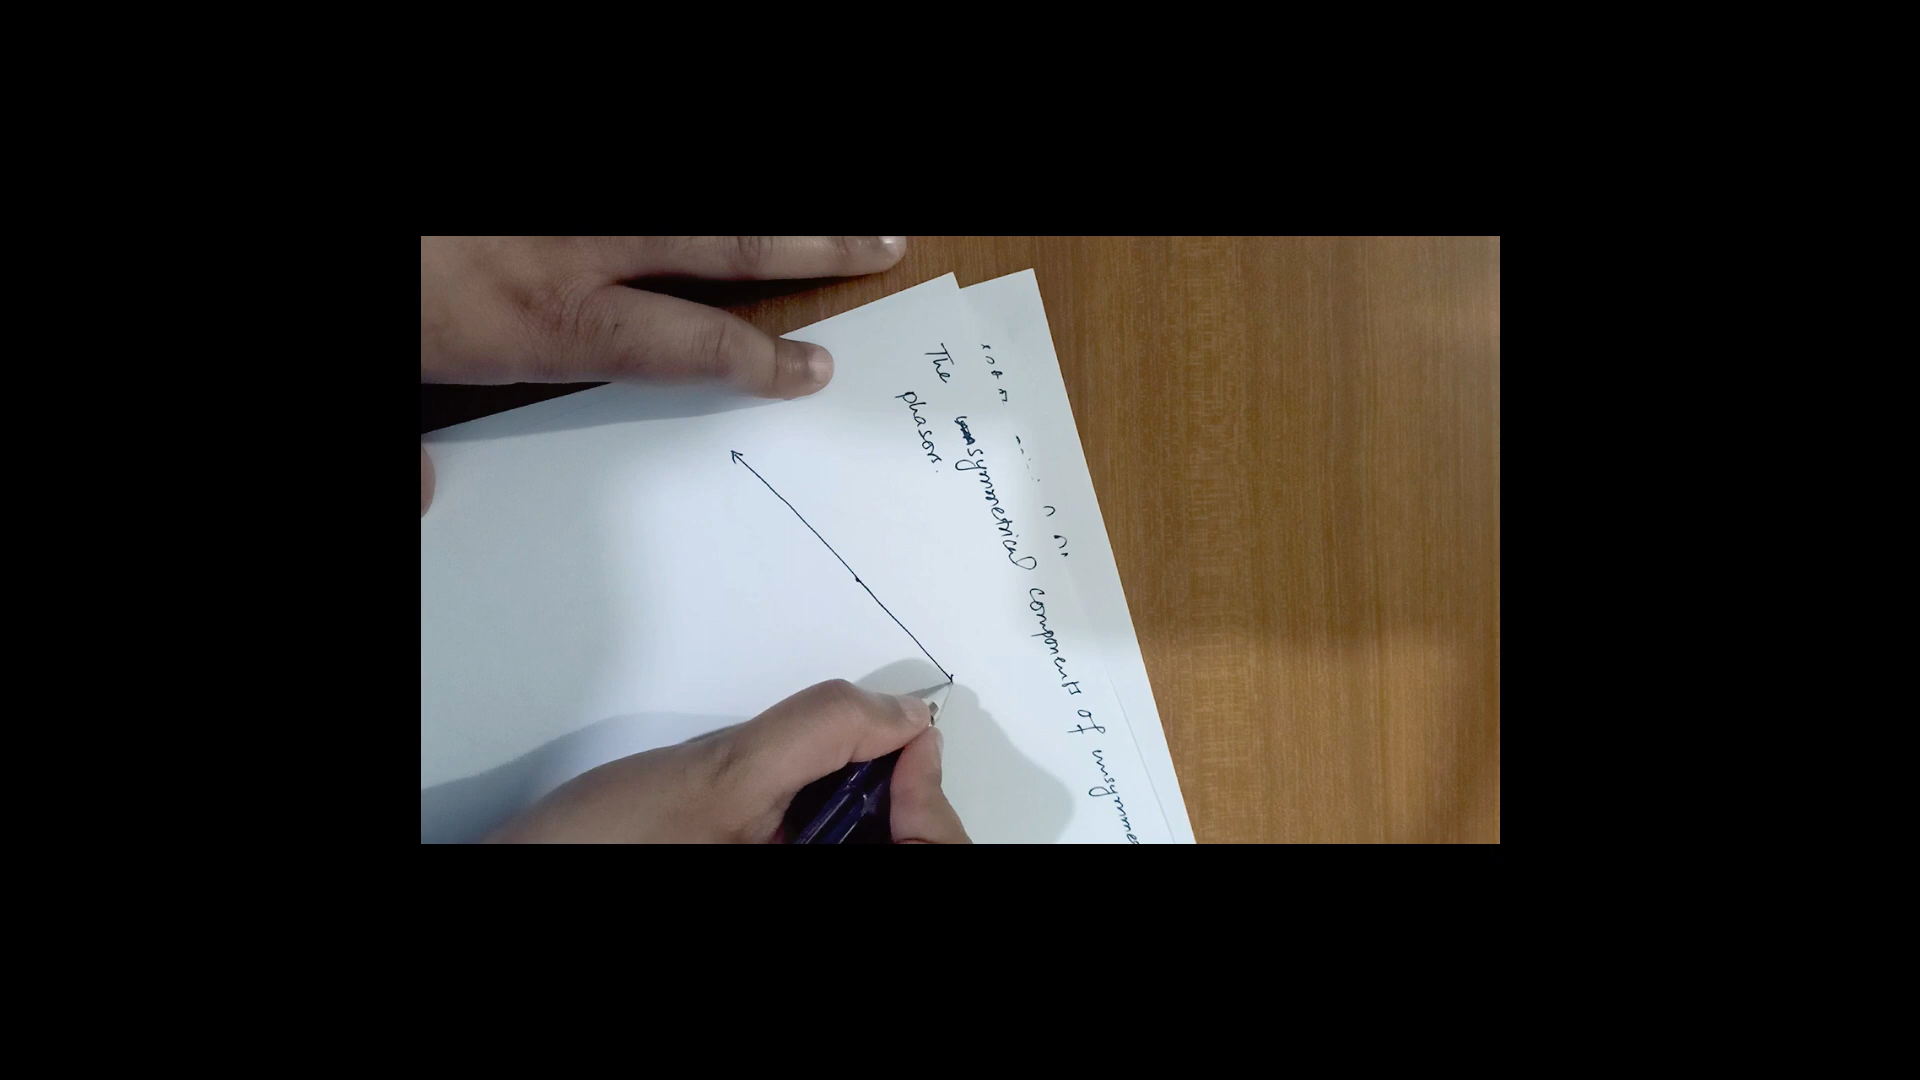 The symmetrical components of unsymme
phasors.